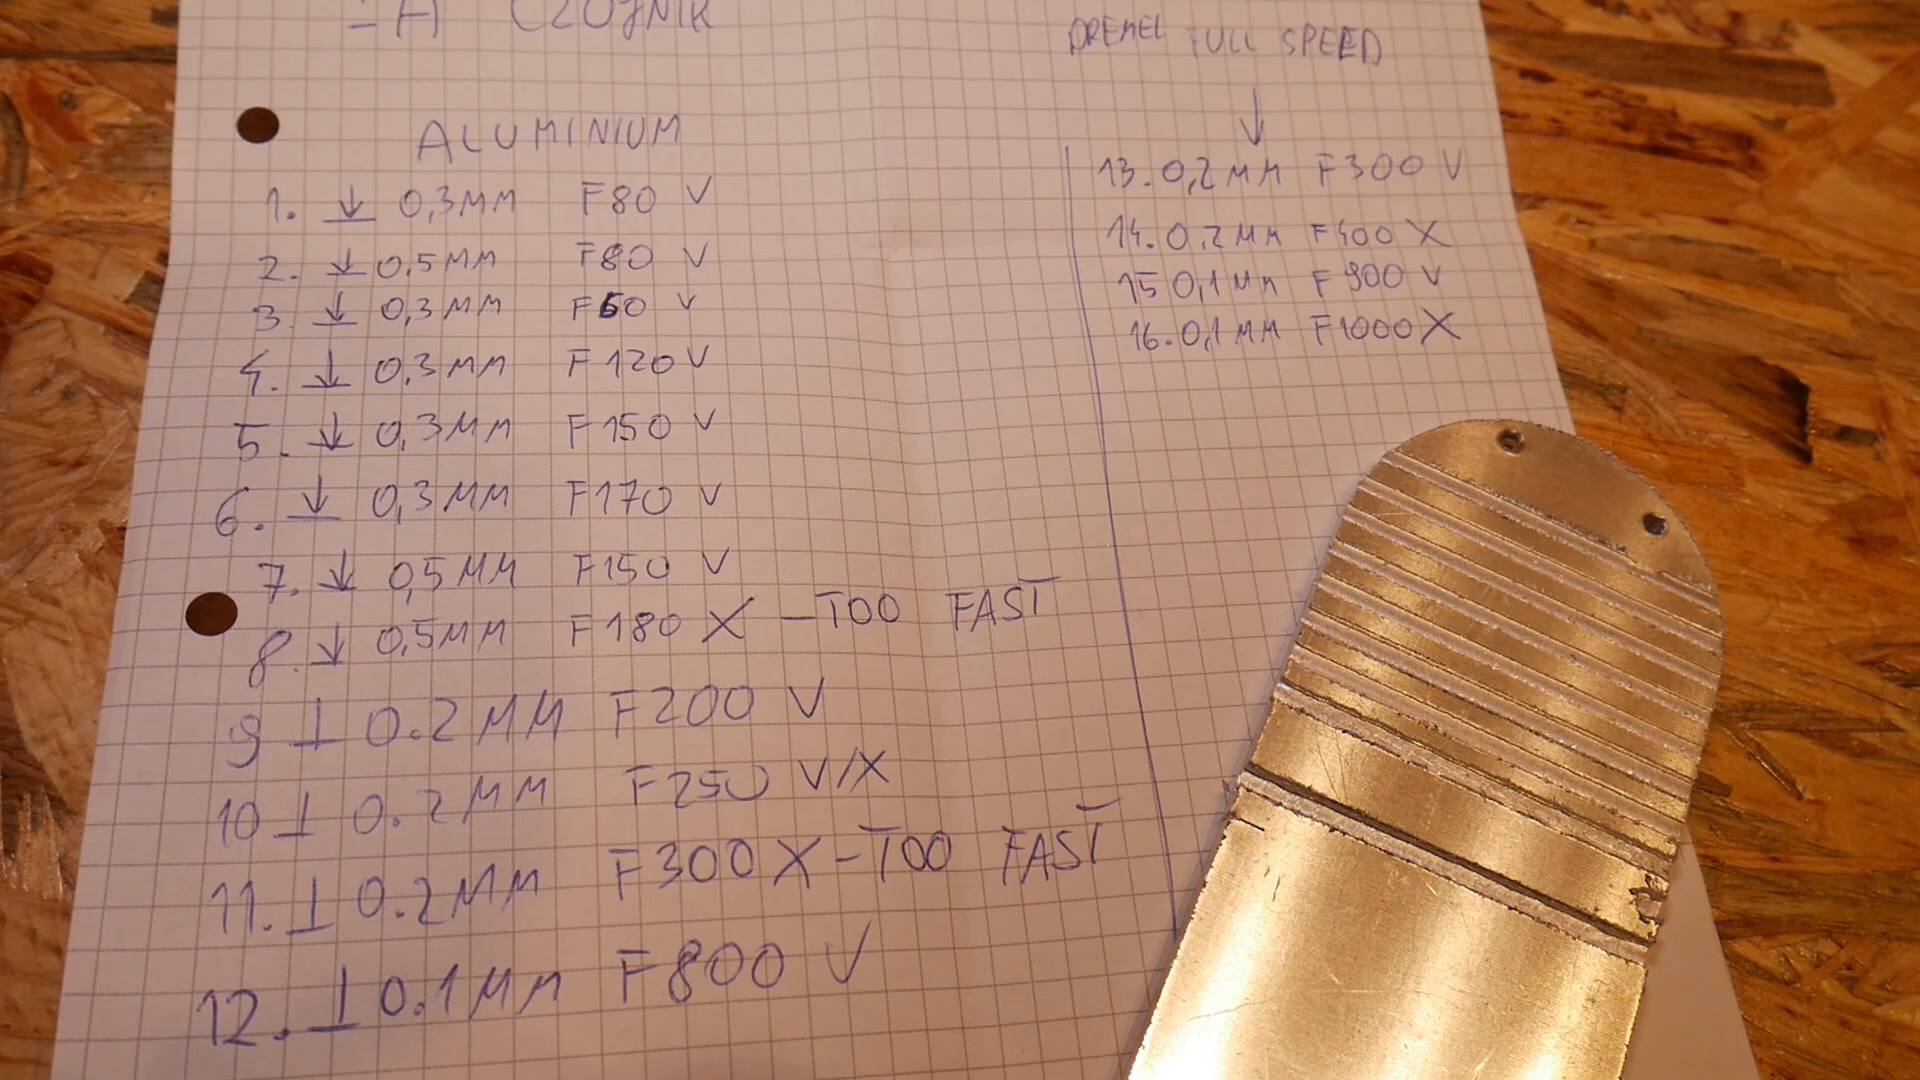 CZUJNIK
ALUMINIUM
1. ↓ 0,3MM F80 V
2. ↓ 0,5MM F80 V
3. ↓ 0,3MM F60 V
4. ↓ 0,3MM F120 V
5. ↓ 0,3MM F150 V
6. ↓ 0,3MM F170 V
7. ↓ 0,5MM F150 V
8. ↓ 0,5MM F180 X - TOO FAST
9 ⊥ 0.2MM F200 V
10 ⊥ 0.2MM F250 V/X
11. ⊥ 0.2MM F300 X - TOO FAST
12. ⊥ 0.1MM F800 V
DREMEL FULL SPEED
↓
13. 0,2MM F300 V
14. 0,2MM F400 X
15 0,1MM F900 V
16. 0,1MM F1000 X